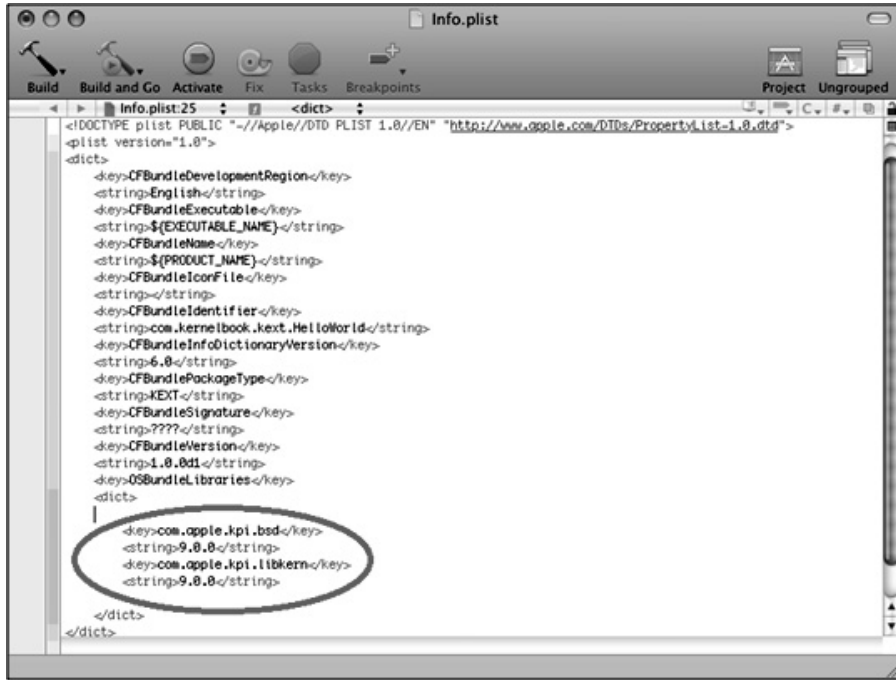 Info.plist
Build Build and Go Activate Fix Tasks Breakpoints Project Ungrouped
Info.plist:25 <dict> C #
<!DOCTYPE plist PUBLIC "-//Apple//DTD PLIST 1.0//EN" "http://www.apple.com/DTDs/PropertyList-1.0.dtd">
<plist version="1.0">
<dict>
<key>CFBundleDevelopmentRegion</key>
<string>English</string>
<key>CFBundleExecutable</key>
<string>${EXECUTABLE_NAME}</string>
<key>CFBundleName</key>
<string>${PRODUCT_NAME}</string>
<key>CFBundleIconFile</key>
<string></string>
<key>CFBundleIdentifier</key>
<string>com.kernelbook.kext.HelloWorld</string>
<key>CFBundleInfoDictionaryVersion</key>
<string>6.0</string>
<key>CFBundlePackageType</key>
<string>KEXT</string>
<key>CFBundleSignature</key>
<string>????</string>
<key>CFBundleVersion</key>
<string>1.0.0d1</string>
<key>OSBundleLibraries</key>
<dict>
<key>com.apple.kpi.bsd</key>
<string>9.0.0</string>
<key>com.apple.kpi.libkern</key>
<string>9.0.0</string>
</dict>
</dict>